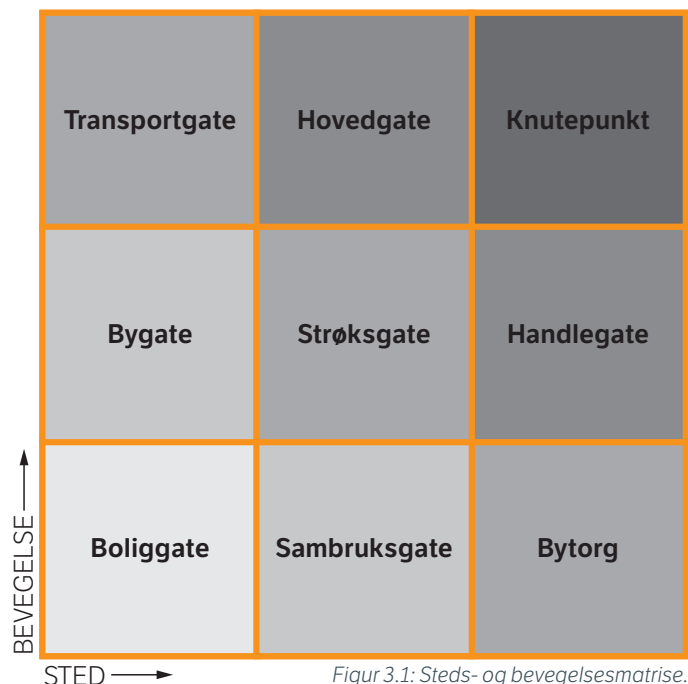 Transportgate
Hovedgate
Knutepunkt
Bygate
Strøksgate
Handlegate
Boliggate
Sambruksgate
Bytorg
BEVEGELSE
STED
Figur 3.1: Steds- og bevegelsesmatrise.